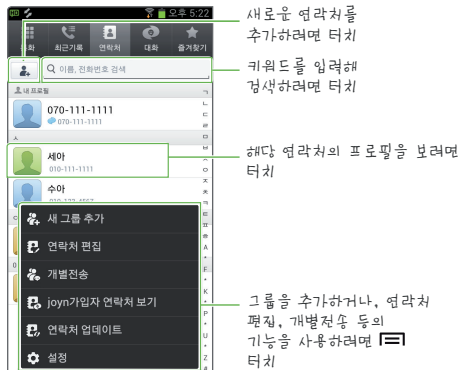 오후 5:22
통화 최근기록 연락처 대화 즐겨찾기
이름, 전화번호 검색
내 프로필
070-111-1111
070-111-1111
ㅅ
세아
010-111-1111
수아
새 그룹 추가
연락처 편집
개별전송
joyn가입자 연락처 보기
연락처 업데이트
설정
ㄱ
ㄴ
ㄷ
ㄹ
ㅁ
ㅂ
ㅅ
ㅇ
ㅈ
ㅊ
ㅋ
ㅌ
ㅍ
ㅎ
A
F
K
P
U
Z
#
새로운 연락처를
추가하려면 터치
키워드를 입력해
검색하려면 터치
해당 연락처의 프로필을 보려면
터치
그룹을 추가하거나, 연락처
편집, 개별전송 등의
기능을 사용하려면
터치